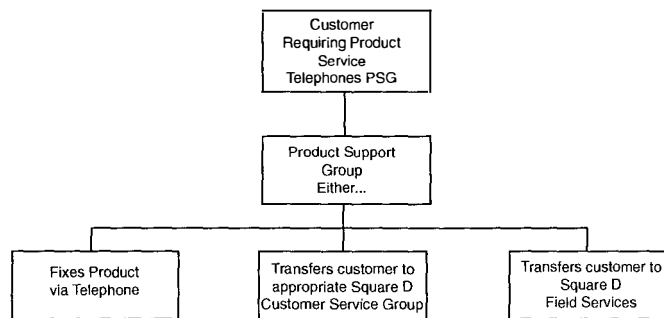 Customer
Requiring Product
Service
Telephones PSG
Product Support
Group
Either...
Fixes Product
via Telephone
Transfers customer to
appropriate Square D
Customer Service Group
Transfers customer to
Square D
Field Services